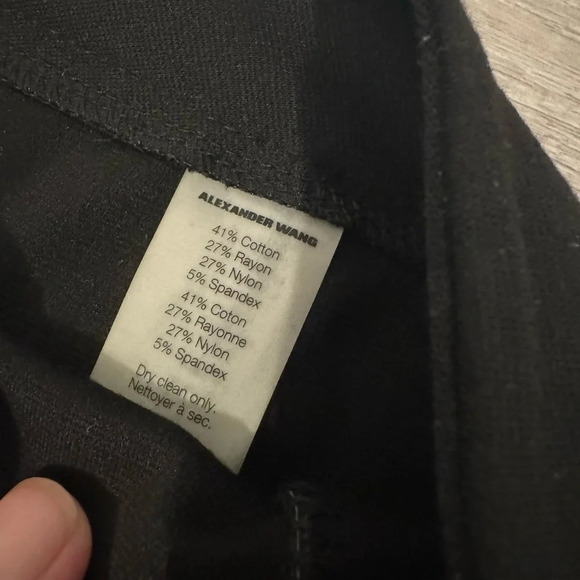 ALEXANDER WANG
41% Cotton
27% Rayon
27% Nylon
5% Spandex
41% Coton
27% Rayonne
27% Nylon
5% Spandex
Dry clean only.
Nettoyer à sec.